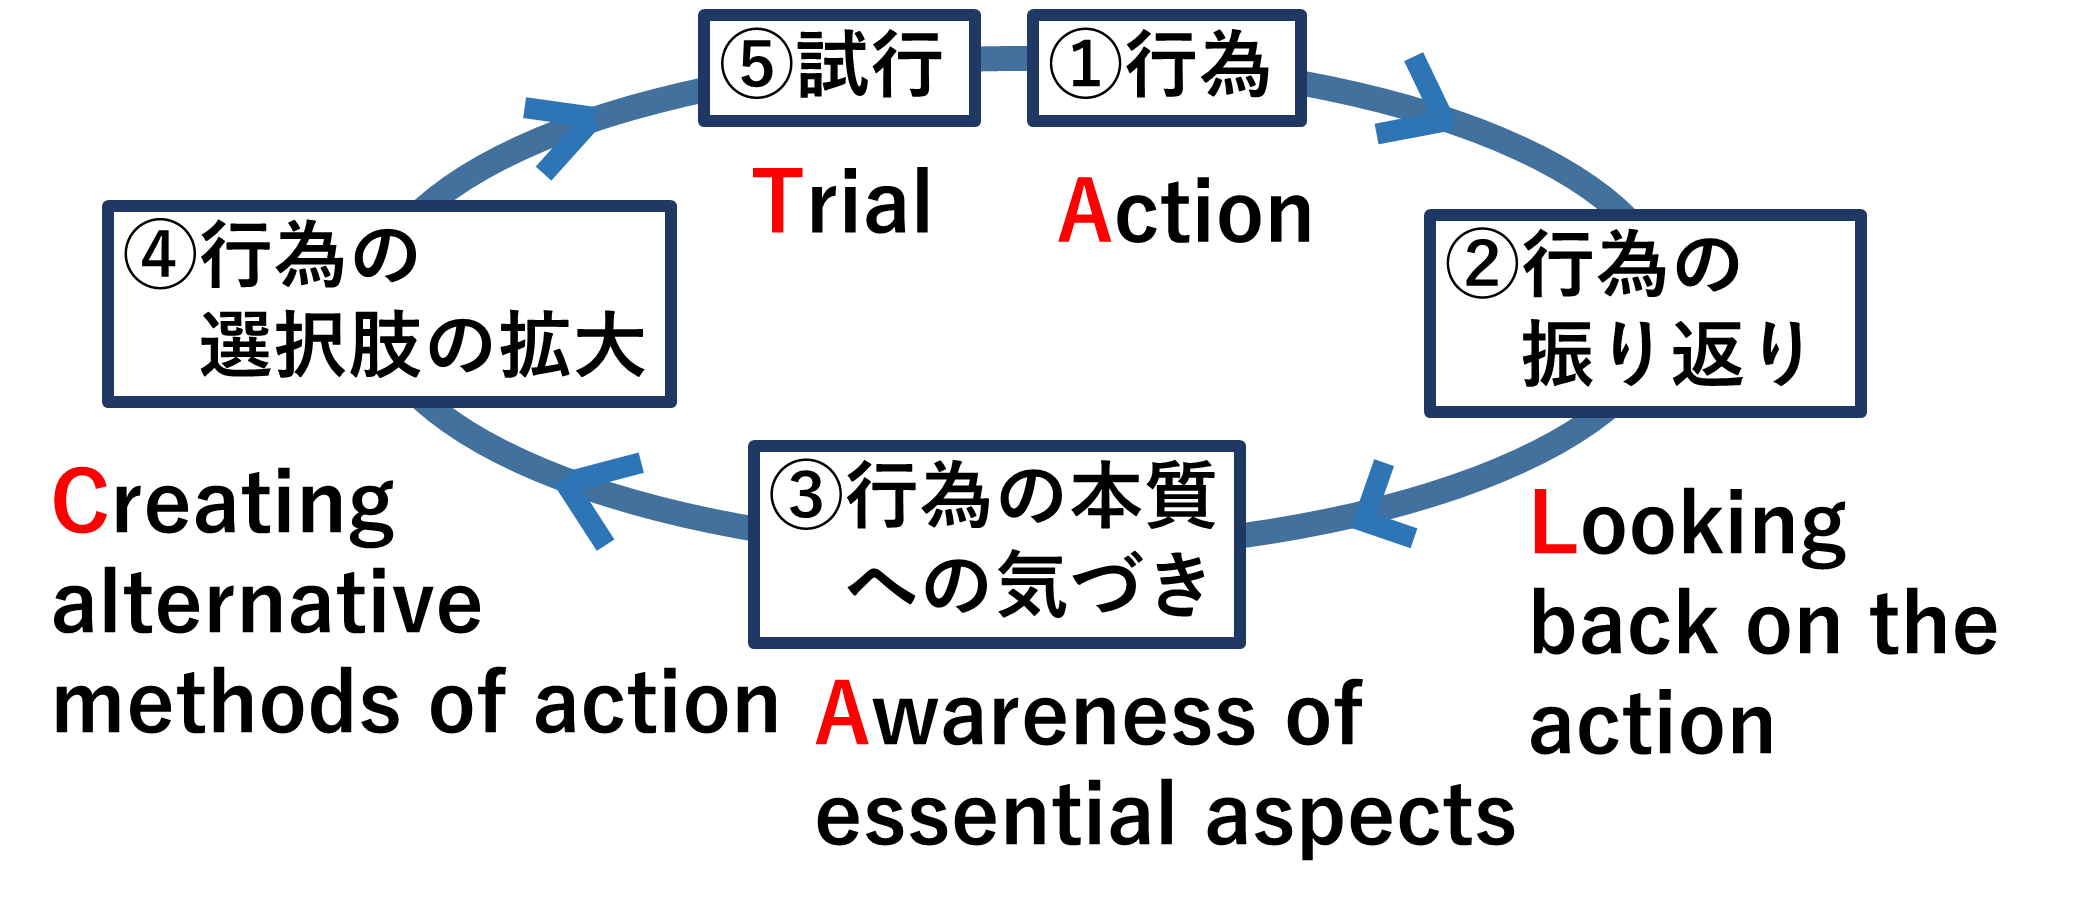 ⑤試行
①行為
Trial
Action
④行為の
選択肢の拡大
②行為の
振り返り
③行為の本質
への気づき
Creating
alternative
methods of action
Looking
back on the
action
Awareness of
essential aspects